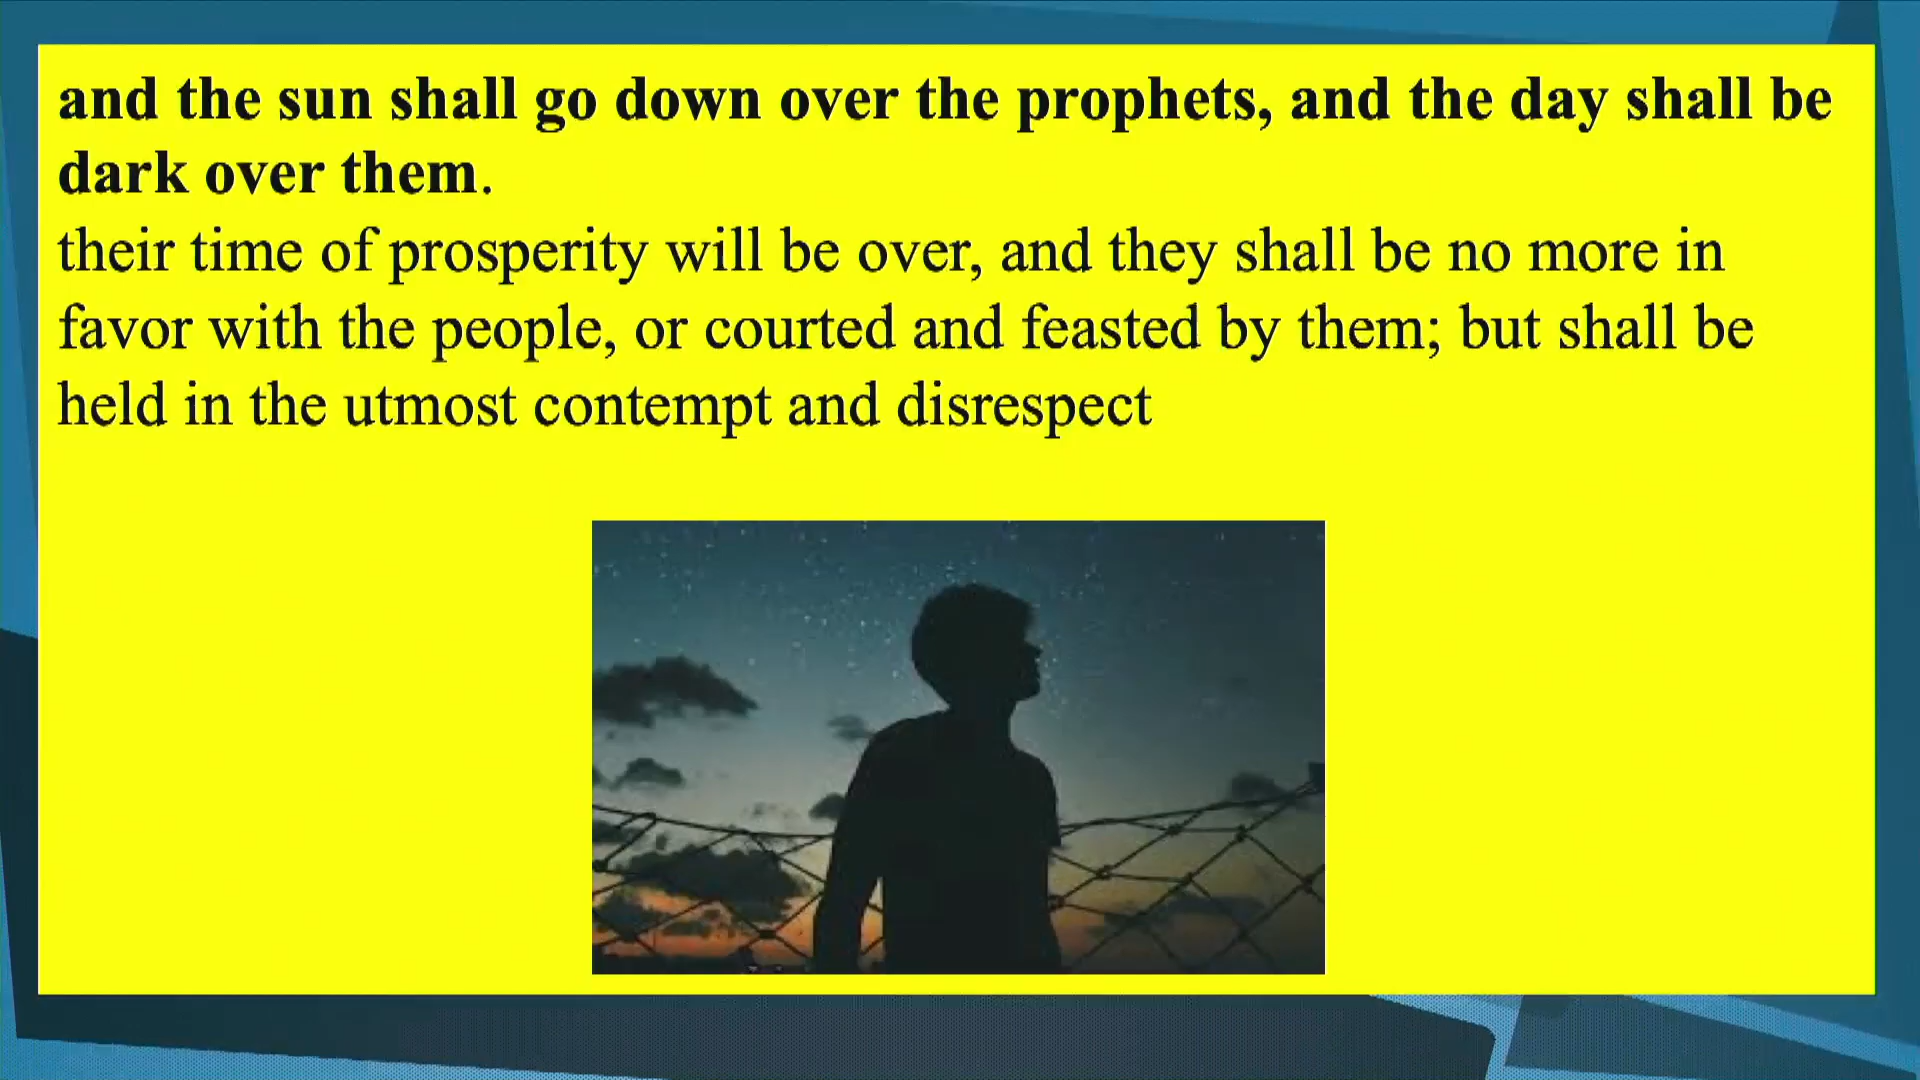 and the sun shall go down over the prophets, and the day shall be
dark over them.
their time of prosperity will be over, and they shall be no more in
favor with the people, or courted and feasted by them; but shall be
held in the utmost contempt and disrespect